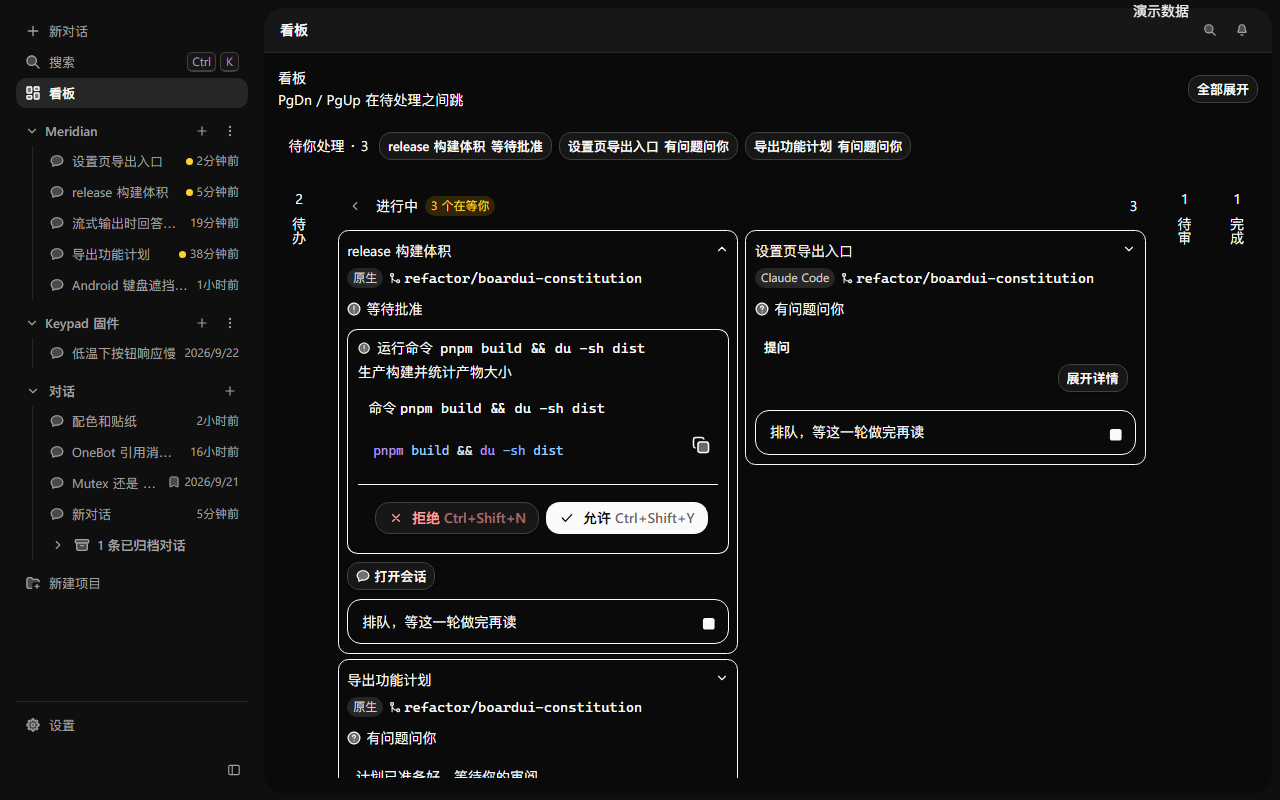 演示数据
新对话
搜索 Ctrl K
看板
Meridian
设置页导出入口 2分钟前
release 构建体积 5分钟前
流式输出时回答… 19分钟前
导出功能计划 38分钟前
Android 键盘遮挡… 1小时前
Keypad 固件
低温下按钮响应慢 2026/9/22
对话
配色和贴纸 2小时前
OneBot 引用消… 16小时前
Mutex 还是 … 2026/9/21
新对话 5分钟前
1 条已归档对话
新建项目
设置
看板
看板
PgDn / PgUp 在待处理之间跳
全部展开
待你处理 · 3 release 构建体积 等待批准 设置页导出入口 有问题问你 导出功能计划 有问题问你
2 待办
进行中 3 个在等你 3
release 构建体积
原生 refactor/boardui-constitution
等待批准
运行命令 pnpm build && du -sh dist
生产构建并统计产物大小
命令 pnpm build && du -sh dist
pnpm build && du -sh dist
拒绝 Ctrl+Shift+N 允许 Ctrl+Shift+Y
打开会话
排队，等这一轮做完再读
导出功能计划
原生 refactor/boardui-constitution
有问题问你
计划已准备好，等待你的审阅
设置页导出入口
Claude Code refactor/boardui-constitution
有问题问你
提问
展开详情
排队，等这一轮做完再读
1 待审
1 完成